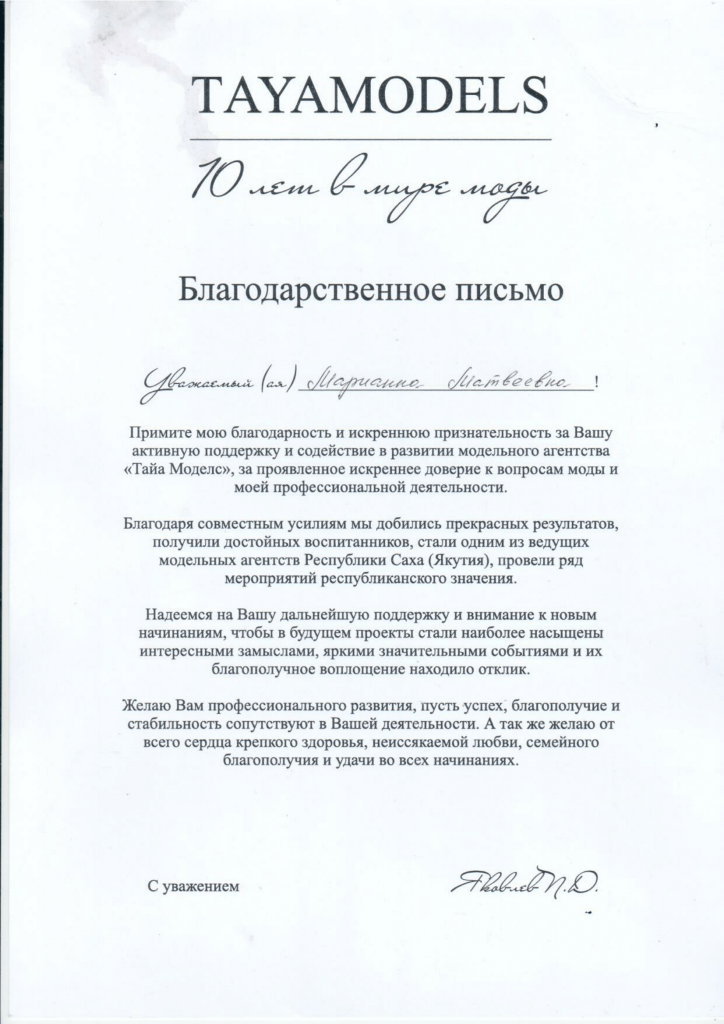 TAYAMODELS
10 лет в мире моды
Благодарственное письмо
Уважаемый (ая) Марианна Матвеевна !
Примите мою благодарность и искреннюю признательность за Вашу
активную поддержку и содействие в развитии модельного агентства
«Тайа Моделс», за проявленное искреннее доверие к вопросам моды и
моей профессиональной деятельности.
Благодаря совместным усилиям мы добились прекрасных результатов,
получили достойных воспитанников, стали одним из ведущих
модельных агентств Республики Саха (Якутия), провели ряд
мероприятий республиканского значения.
Надеемся на Вашу дальнейшую поддержку и внимание к новым
начинаниям, чтобы в будущем проекты стали наиболее насыщены
интересными замыслами, яркими значительными событиями и их
благополучное воплощение находило отклик.
Желаю Вам профессионального развития, пусть успех, благополучие и
стабильность сопутствуют в Вашей деятельности. А так же желаю от
всего сердца крепкого здоровья, неиссякаемой любви, семейного
благополучия и удачи во всех начинаниях.
С уважением Яковлев П.Д.